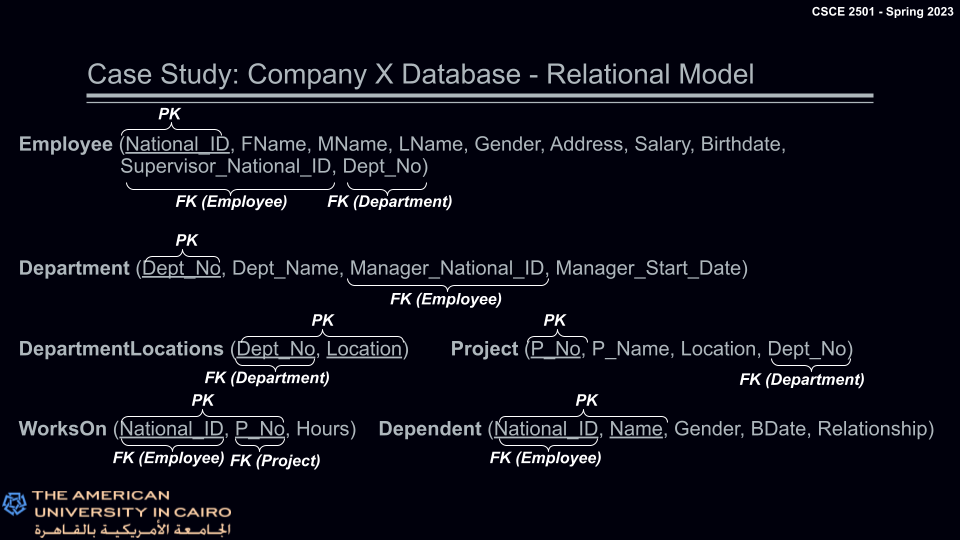 CSCE 2501 - Spring 2023
Case Study: Company X Database - Relational Model
PK
Employee (National_ID, FName, MName, LName, Gender, Address, Salary, Birthdate,
Supervisor_National_ID, Dept_No)
FK (Employee) FK (Department)
PK
Department (Dept_No, Dept_Name, Manager_National_ID, Manager_Start_Date)
FK (Employee)
PK PK
DepartmentLocations (Dept_No, Location) Project (P_No, P_Name, Location, Dept_No)
FK (Department) FK (Department)
PK PK
WorksOn (National_ID, P_No, Hours) Dependent (National_ID, Name, Gender, BDate, Relationship)
FK (Employee) FK (Project) FK (Employee)
THE AMERICAN
UNIVERSITY IN CAIRO
الجامعة الأمريكية بالقاهرة